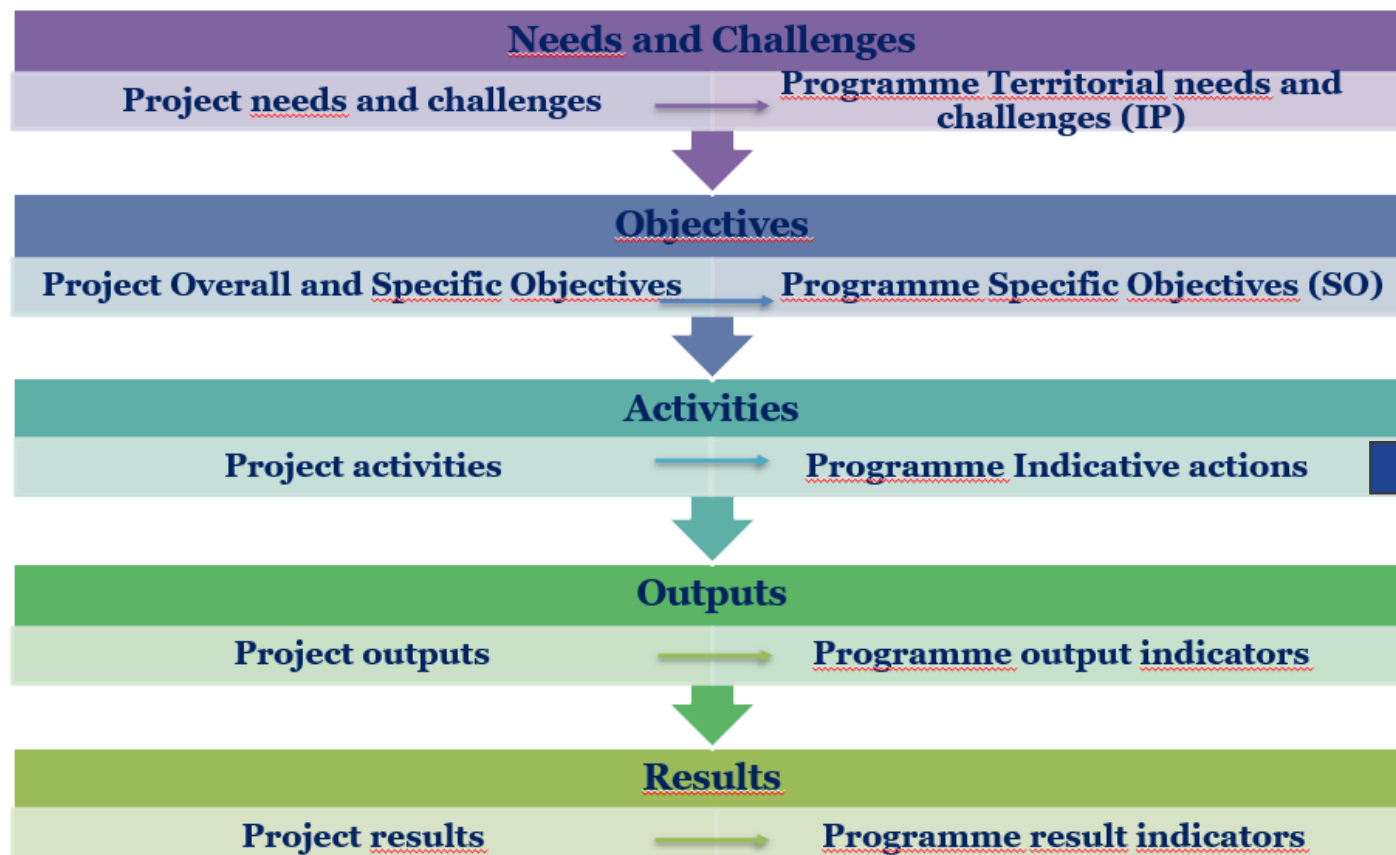 Needs and Challenges
Project needs and challenges
Programme Territorial needs and
challenges (IP)
Objectives
Project Overall and Specific Objectives
Programme Specific Objectives (SO)
Activities
Project activities
Programme Indicative actions
Outputs
Project outputs
Programme output indicators
Results
Project results
Programme result indicators